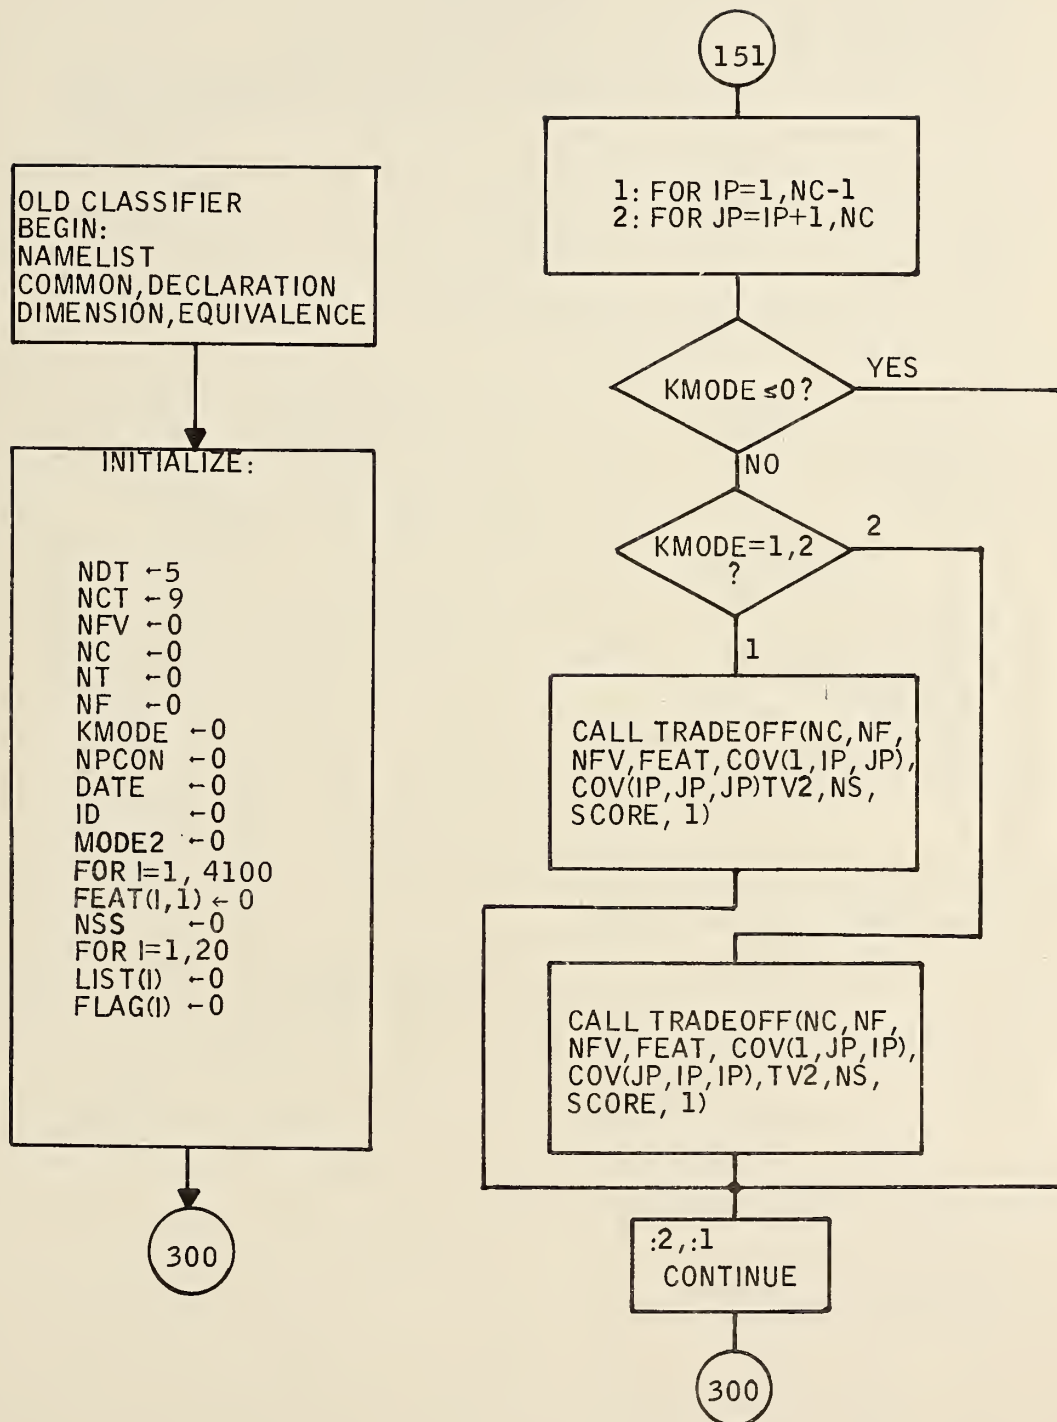 OLD CLASSIFIER
BEGIN:
NAMELIST
COMMON, DECLARATION
DIMENSION, EQUIVALENCE
INITIALIZE:
NDT ←5
NCT ←9
NFV ←0
NC ←0
NT ←0
NF ←0
KMODE ←0
NPCON ←0
DATE ←0
ID ←0
MODE2 ←0
FOR I=1, 4100
FEAT(I,1) ← 0
NSS ←0
FOR I=1,20
LIST(I) ←0
FLAG(I) ←0
300
151
1: FOR IP=1,NC-1
2: FOR JP=IP+1,NC
KMODE ≤0?
YES
NO
KMODE=1,2
?
2
1
CALL TRADEOFF(NC,NF,
NFV,FEAT,COV(1,IP,JP),
COV(IP,JP,JP)TV2,NS,
SCORE, 1)
CALL TRADEOFF(NC,NF,
NFV,FEAT, COV(1,JP,IP),
COV(JP,IP,IP),TV2,NS,
SCORE, 1)
:2,:1
CONTINUE
300